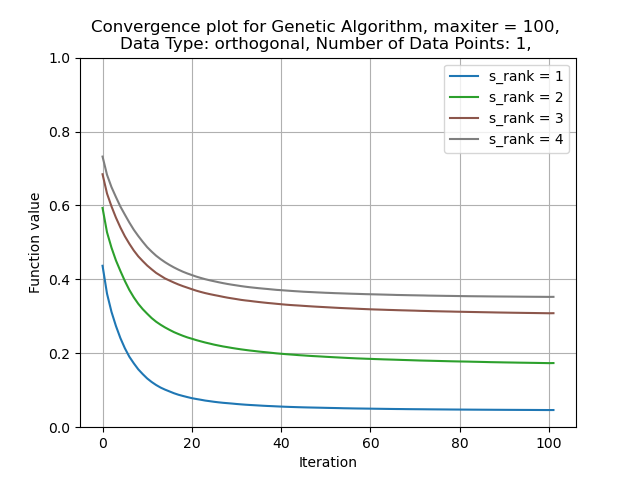 Convergence plot for Genetic Algorithm, maxiter = 100,
Data Type: orthogonal, Number of Data Points: 1,
1.0
0.8
0.6
0.4
0.2
0.0
Function value
s_rank = 1
s_rank = 2
s_rank = 3
s_rank = 4
0 20 40 60 80 100
Iteration